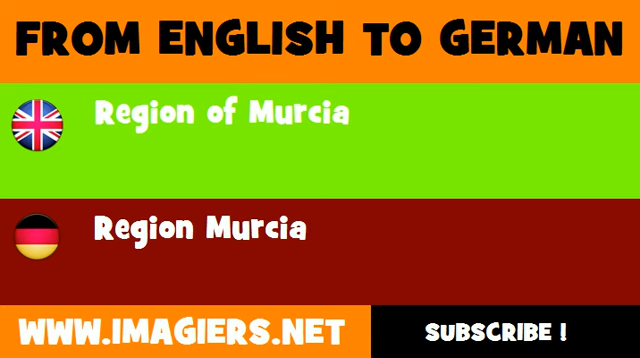 FROM ENGLISH TO GERMAN
Region of Murcia
Region Murcia
WWW.IMAGIERS.NET
SUBSCRIBE !